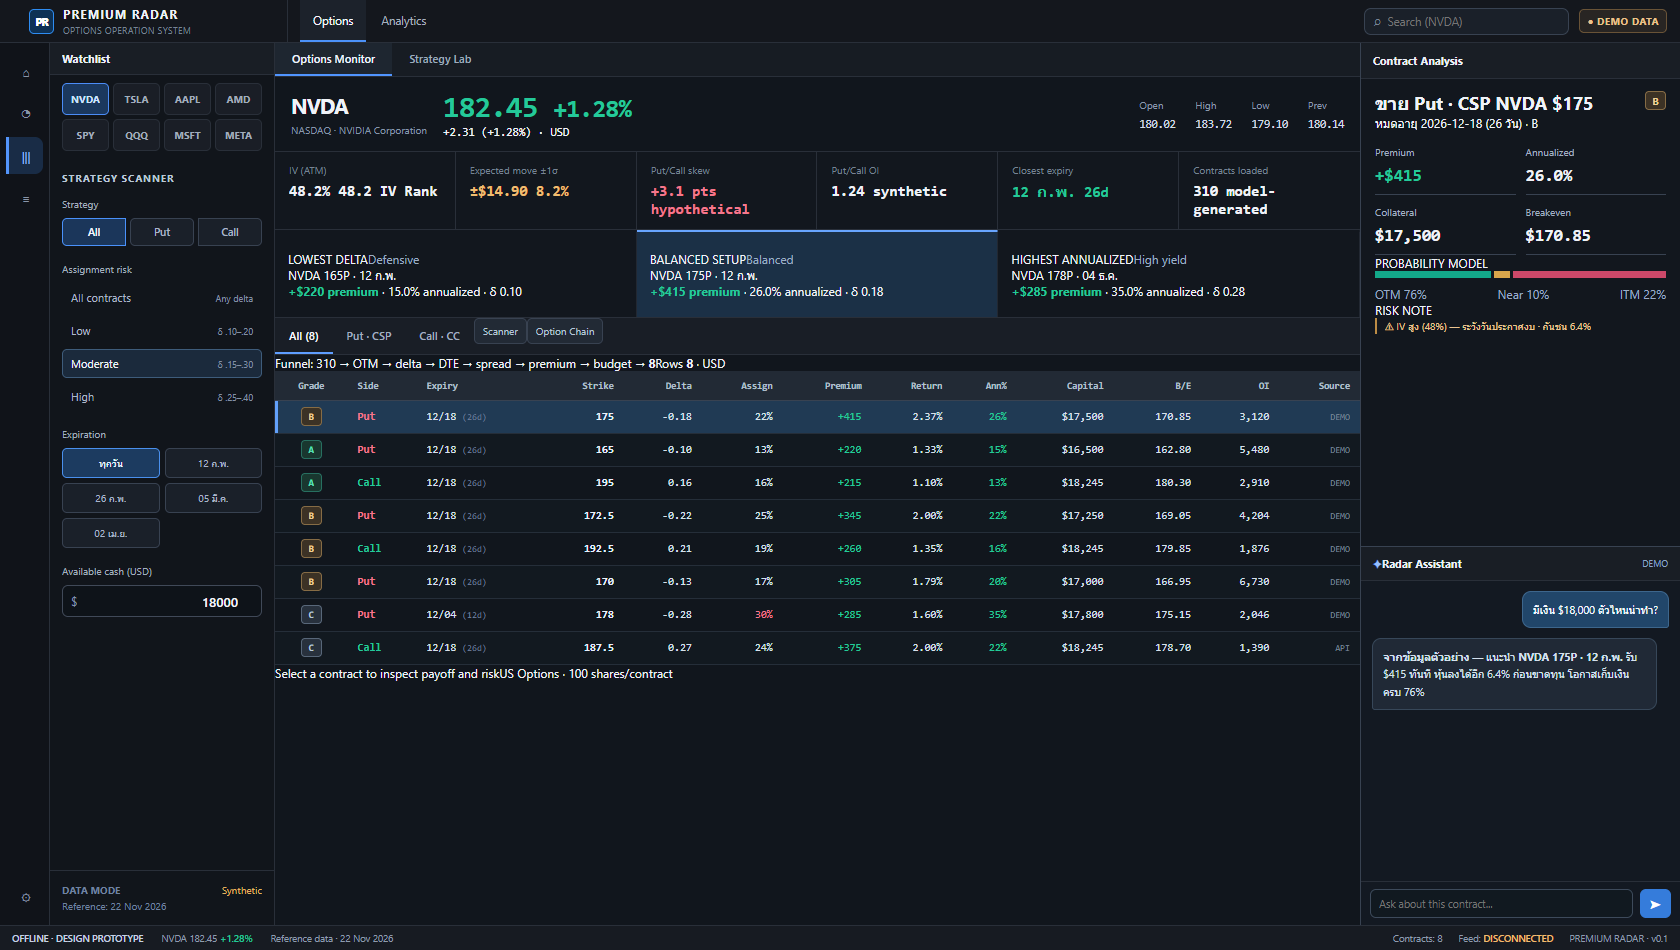 PR PREMIUM RADAR
OPTIONS OPERATION SYSTEM
Options Analytics
Search (NVDA)
● DEMO DATA
Watchlist
NVDA TSLA AAPL AMD
SPY QQQ MSFT META
STRATEGY SCANNER
Strategy
All Put Call
Assignment risk
All contracts Any delta
Low δ .10–.20
Moderate δ .15–.30
High δ .25–.40
Expiration
ทุกวัน 12 ก.พ.
26 ก.พ. 05 มี.ค.
02 เม.ย.
Available cash (USD)
$ 18000
DATA MODE Synthetic
Reference: 22 Nov 2026
Options Monitor Strategy Lab
NVDA 182.45 +1.28%
NASDAQ · NVIDIA Corporation +2.31 (+1.28%) · USD
Open High Low Prev
180.02 183.72 179.10 180.14
IV (ATM) Expected move ±1σ Put/Call skew Put/Call OI Closest expiry Contracts loaded
48.2% 48.2 IV Rank ±$14.90 8.2% +3.1 pts hypothetical 1.24 synthetic 12 ก.พ. 26d 310 model-generated
LOWEST DELTADefensive
NVDA 165P · 12 ก.พ.
+$220 premium · 15.0% annualized · δ 0.10
BALANCED SETUPBalanced
NVDA 175P · 12 ก.พ.
+$415 premium · 26.0% annualized · δ 0.18
HIGHEST ANNUALIZEDHigh yield
NVDA 178P · 04 ธ.ค.
+$285 premium · 35.0% annualized · δ 0.28
All (8) Put · CSP Call · CC Scanner Option Chain
Funnel: 310 → OTM → delta → DTE → spread → premium → budget → 8Rows 8 · USD
Grade Side Expiry Strike Delta Assign Premium Return Ann% Capital B/E OI Source
B Put 12/18 (26d) 175 -0.18 22% +415 2.37% 26% $17,500 170.85 3,120 DEMO
A Put 12/18 (26d) 165 -0.10 13% +220 1.33% 15% $16,500 162.80 5,480 DEMO
A Call 12/18 (26d) 195 0.16 16% +215 1.10% 13% $18,245 180.30 2,910 DEMO
B Put 12/18 (26d) 172.5 -0.22 25% +345 2.00% 22% $17,250 169.05 4,204 DEMO
B Call 12/18 (26d) 192.5 0.21 19% +260 1.35% 16% $18,245 179.85 1,876 DEMO
B Put 12/18 (26d) 170 -0.13 17% +305 1.79% 20% $17,000 166.95 6,730 DEMO
C Put 12/04 (12d) 178 -0.28 30% +285 1.60% 35% $17,800 175.15 2,046 DEMO
C Call 12/18 (26d) 187.5 0.27 24% +375 2.00% 22% $18,245 178.70 1,390 API
Select a contract to inspect payoff and riskUS Options · 100 shares/contract
Contract Analysis
ขาย Put · CSP NVDA $175 B
หมดอายุ 2026-12-18 (26 วัน) · B
Premium Annualized
+$415 26.0%
Collateral Breakeven
$17,500 $170.85
PROBABILITY MODEL
OTM 76% Near 10% ITM 22%
RISK NOTE
⚠ IV สูง (48%) — ระวังวันประกาศงบ · กันชน 6.4%
✦Radar Assistant DEMO
มีเงิน $18,000 ตัวไหนน่าทำ?
จากข้อมูลตัวอย่าง — แนะนำ NVDA 175P · 12 ก.พ. รับ
$415 ทันที หุ้นลงได้อีก 6.4% ก่อนขาดทุน โอกาสเก็บเงิน
ครบ 76%
Ask about this contract...
OFFLINE · DESIGN PROTOTYPE NVDA 182.45 +1.28% Reference data · 22 Nov 2026
Contracts: 8 Feed: DISCONNECTED PREMIUM RADAR · v0.1